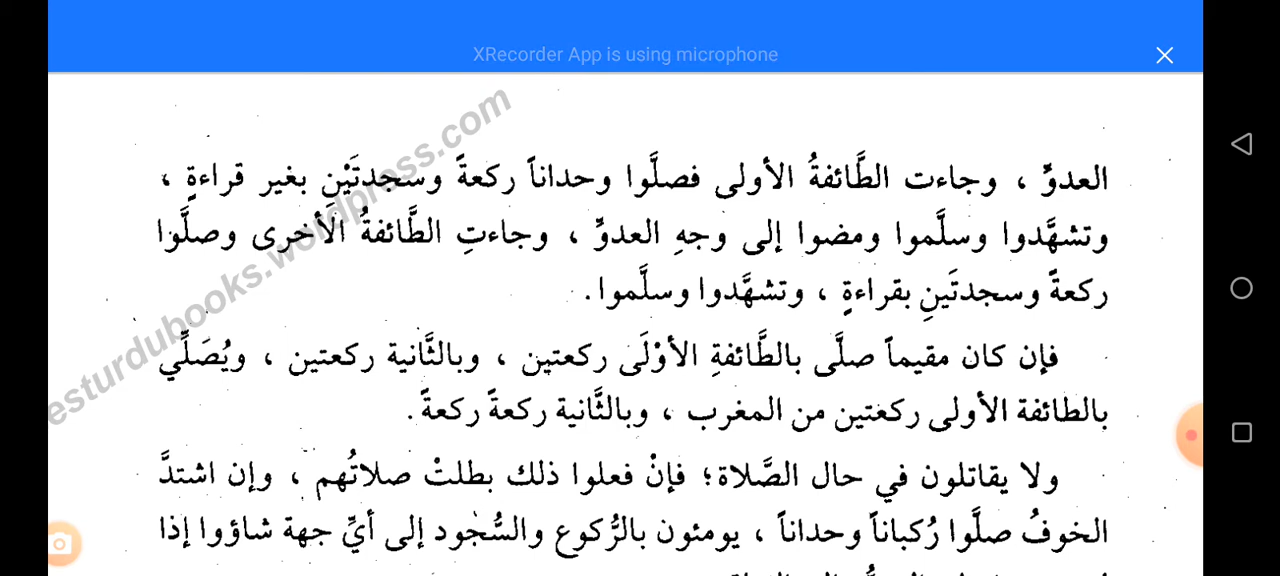 XRecorder App is using microphone
العدوِّ ، وجاءت الطَّائفةُ الأولى فصلَّوا وحداناً ركعةً وسجدتَيْنِ بغير قراءةٍ ،
وتشهَّدوا وسلَّموا ومضوا إلى وجهِ العدوِّ ، وجاءتِ الطَّائفةُ الأخرى وصلَّوا
ركعةً وسجدتَينِ بقراءةٍ ، وتشهَّدوا وسلَّموا .
فإن كان مقيماً صلَّى بالطَّائفةِ الأوْلَى ركعتين ، وبالثَّانية ركعتين ، ويُصَلِّي
بالطائفة الأولى ركعتين من المغرب ، وبالثَّانية ركعةً ركعةً .
ولا يقاتلون في حال الصَّلاة؛ فإنْ فعلوا ذلك بطلتْ صلاتُهم ، وإن اشتدَّ
الخوفُ صلَّوا رُكباناً وحداناً ، يومئون بالرُّكوع والسُّجود إلى أيِّ جهة شاؤوا إذا
esturdubooks.wordpress.com